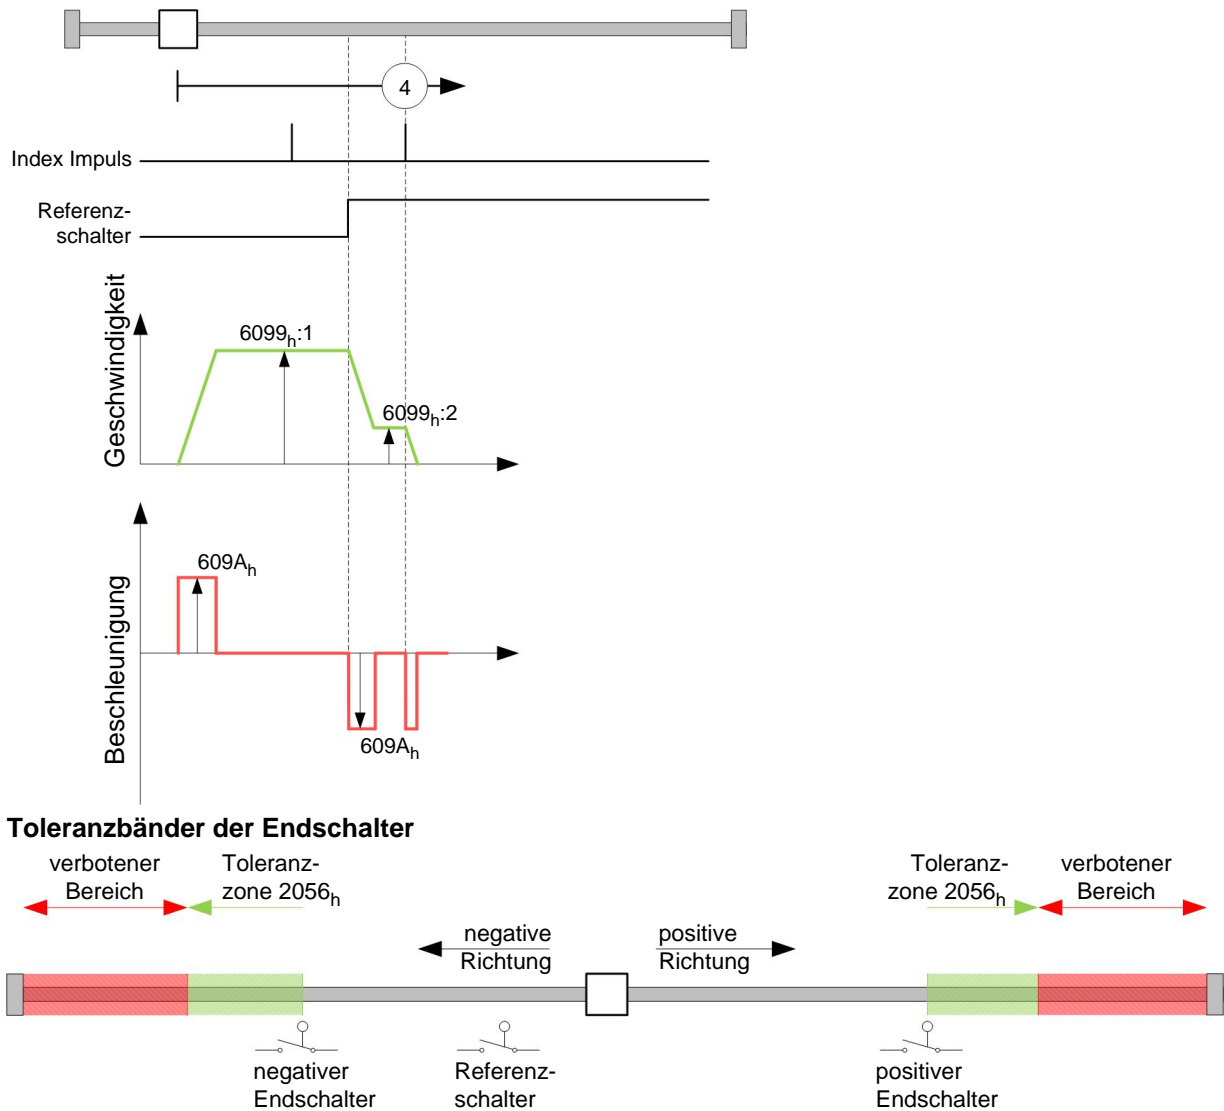 4
Index Impuls
Referenz-
schalter
Geschwindigkeit
6099h:1
6099h:2
Beschleunigung
609Ah
609Ah
Toleranzbänder der Endschalter
verbotener
Bereich
Toleranz-
zone 2056h
Toleranz-
zone 2056h
verbotener
Bereich
negative
Richtung
positive
Richtung
negativer
Endschalter
Referenz-
schalter
positiver
Endschalter